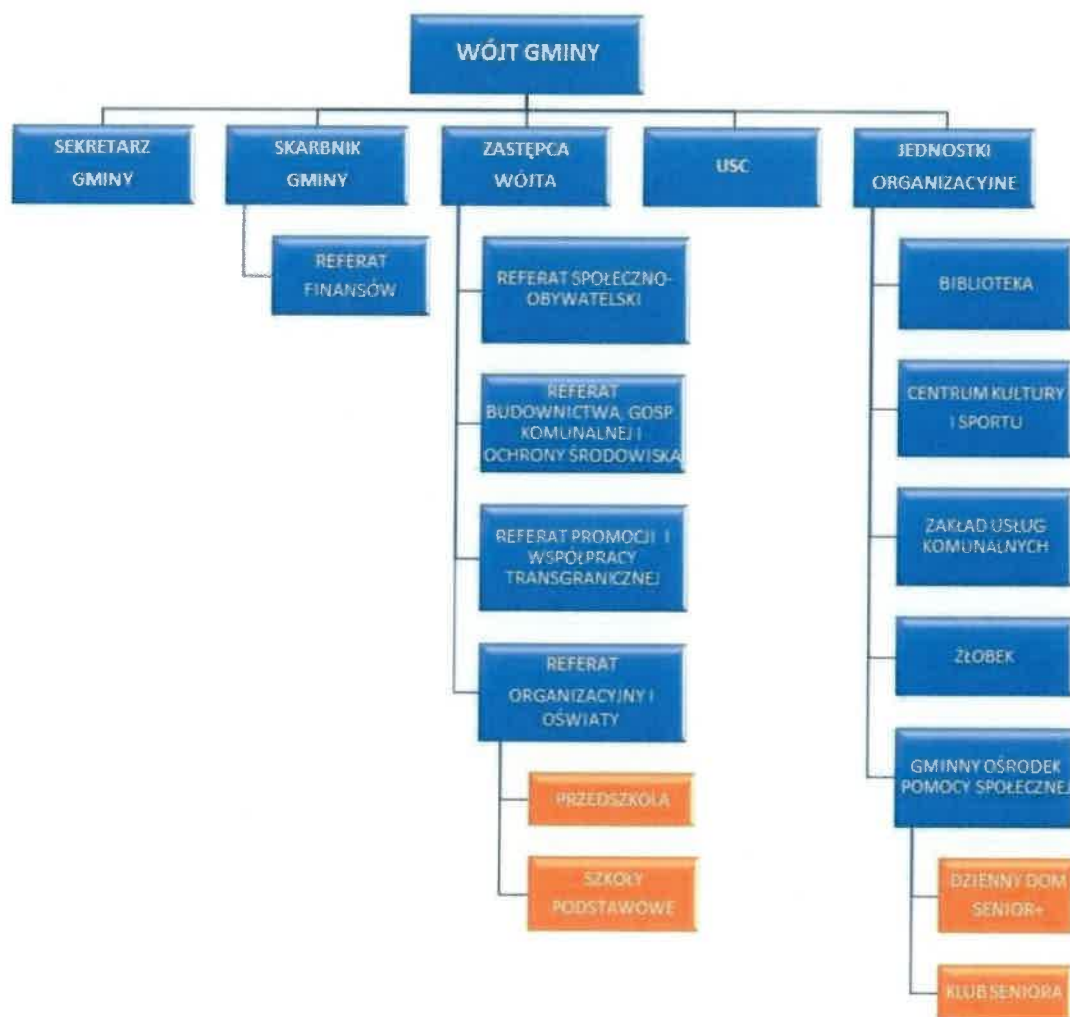 WÓJT GMINY
SEKRETARZ
GMINY
SKARBNIK
GMINY
ZASTĘPCA
WÓJTA
USC
JEDNOSTKI
ORGANIZACYJNE
REFERAT
FINANSÓW
REFERAT SPOŁECZNO-
OBYWATELSKI
REFERAT
BUDOWNICTWA, GOSP.
KOMUNALNEJ I
OCHRONY ŚRODOWISKA
REFERAT PROMOCJI I
WSPÓŁPRACY
TRANSGRANICZNEJ
REFERAT
ORGANIZACYJNY I
OŚWIATY
PRZEDSZKOLA
SZKOŁY
PODSTAWOWE
BIBLIOTEKA
CENTRUM KULTURY
I SPORTU
ZAKŁAD USŁUG
KOMUNALNYCH
ŻŁOBEK
GMINNY OŚRODEK
POMOCY SPOŁECZNEJ
DZIENNY DOM
SENIOR+
KLUB SENIORA